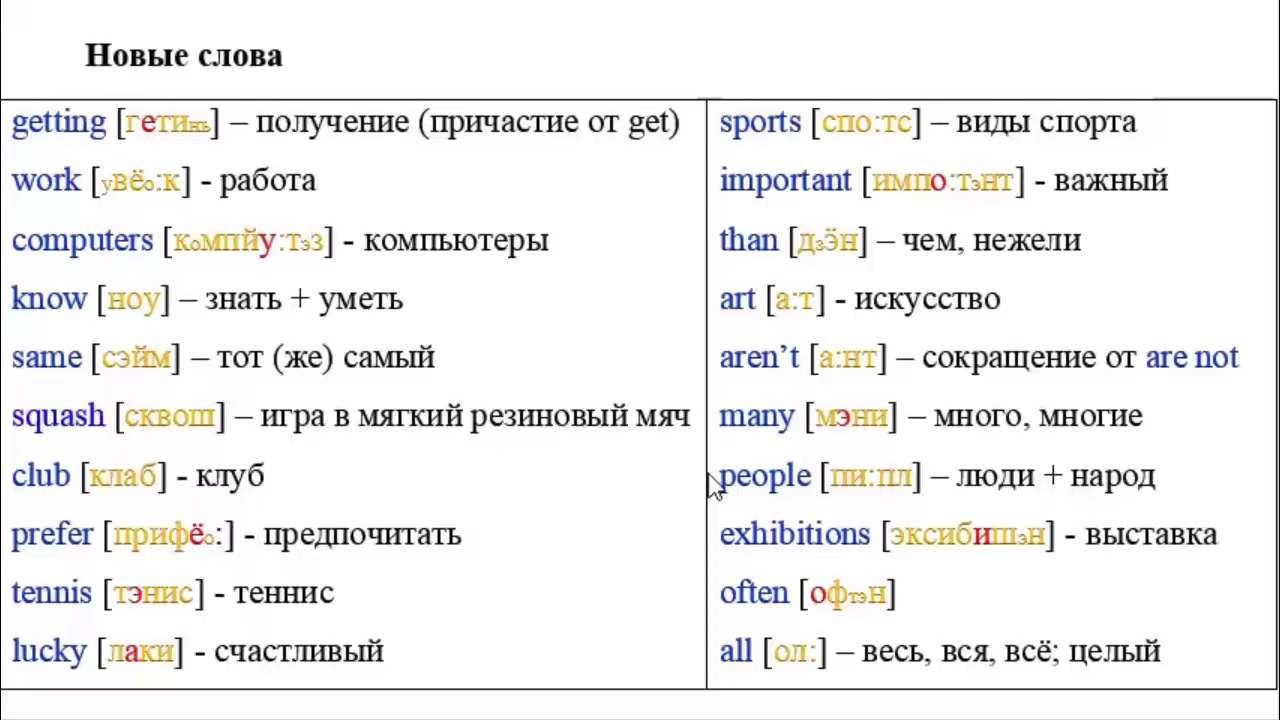 Новые слова
getting [гетинъ] – получение (причастие от get)
work [увёо:к] - работа
computers [компйу:тэз] - компьютеры
know [ноу] – знать + уметь
same [сэйм] – тот (же) самый
squash [сквош] – игра в мягкий резиновый мяч
club [клаб] - клуб
prefer [прифёо:] - предпочитать
tennis [тэнис] - теннис
lucky [лаки] - счастливый
sports [спо:тс] – виды спорта
important [импо:тэнт] - важный
than [дзӭн] – чем, нежели
art [а:т] - искусство
aren’t [а:нт] – сокращение от are not
many [мэни] – много, многие
people [пи:пл] – люди + народ
exhibitions [эксибишэн] - выставка
often [офтэн]
all [ол:] – весь, вся, всё; целый